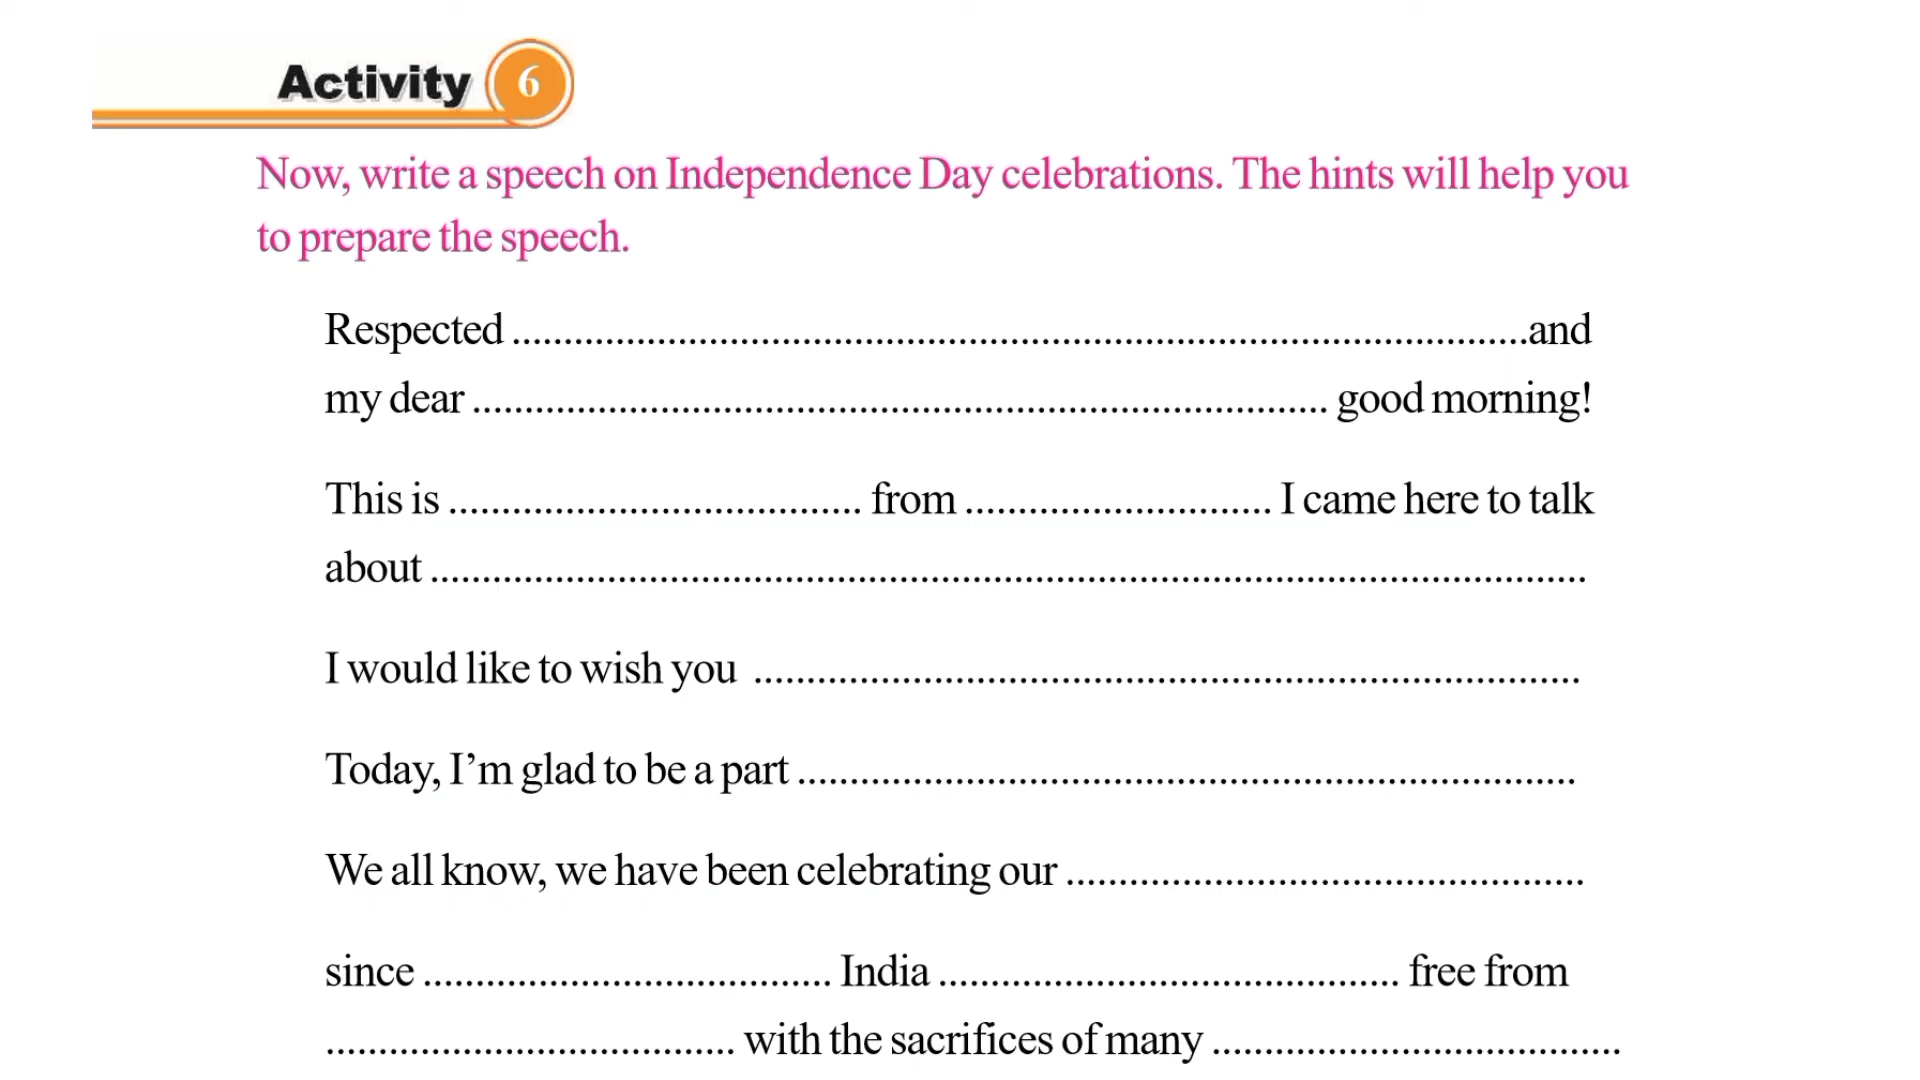 Activity 6
Now, write a speech on Independence Day celebrations. The hints will help you
to prepare the speech.
Respected ..........................................................................................and
my dear .......................................................................... good morning!
This is ..................................... from ........................... I came here to talk
about ......................................................................................................
I would like to wish you .........................................................................
Today, I’m glad to be a part .....................................................................
We all know, we have been celebrating our ..............................................
since .................................... India ......................................... free from
.................................... with the sacrifices of many ....................................